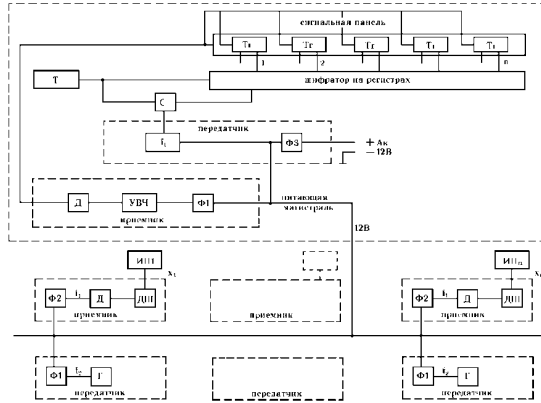 сигнальная панель
Тг Тг Тг Тг Тг
1 2 n
Т
шифратор на регистрах
С
передатчик
f₁ Ф3
+ Ак
− 12В
Д УВЧ Ф1
приемник
питающая
магистраль
12В
ИП1 ИПn
x₁
Ф2 f₁ Д ДШ
приемник
приемник
Ф2 f₁ Д ДШ
приемник
Ф1 f₂ Г
передатчик
передатчик
Ф1 f₂ Г
передатчик